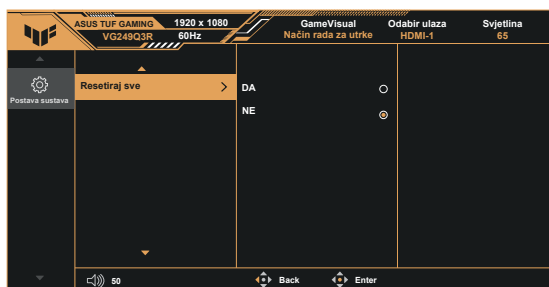 ASUS TUF GAMING 1920 x 1080 GameVisual Odabir ulaza Svjetlina
VG249Q3R 60Hz Način rada za utrke HDMI-1 65
Resetiraj sve
DA
Postava sustava
NE
50 Back Enter